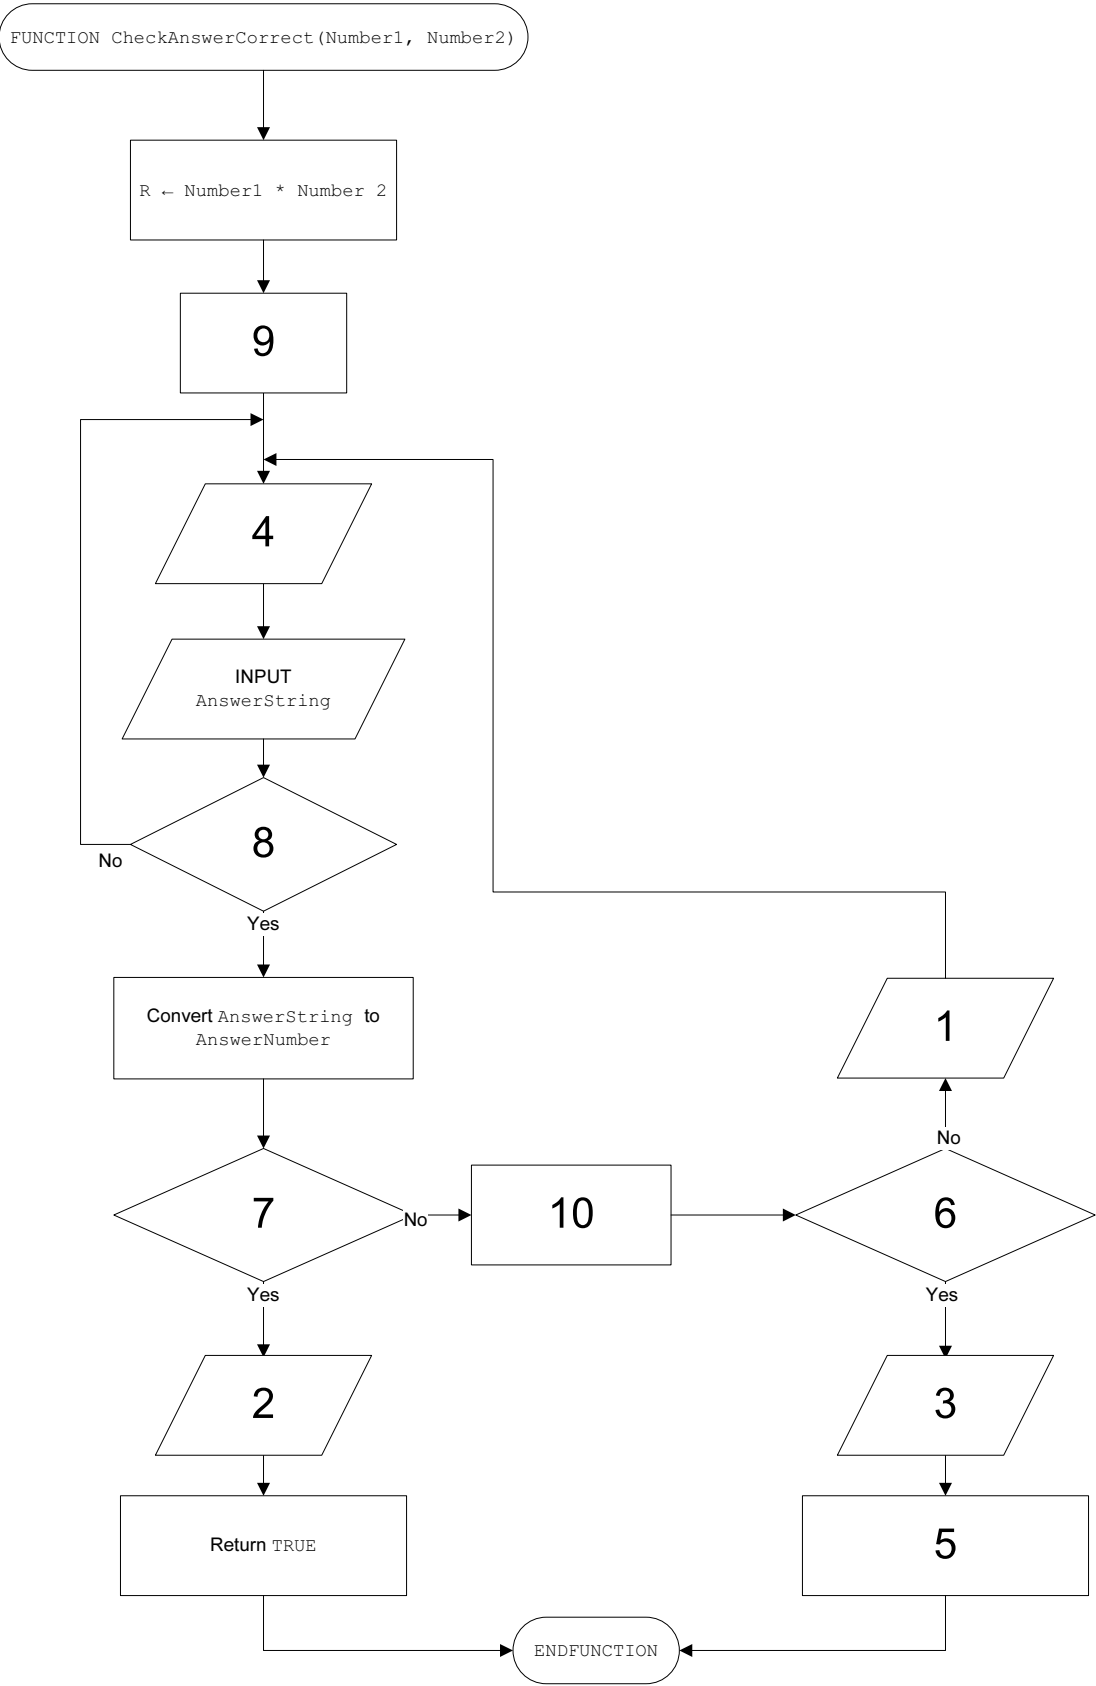 FUNCTION CheckAnswerCorrect(Number1, Number2)
R ← Number1 * Number 2
9
4
INPUT
AnswerString
8
No
Yes
Convert AnswerString to
AnswerNumber
1
No
7
No
10
6
Yes
Yes
2
3
Return TRUE
5
ENDFUNCTION